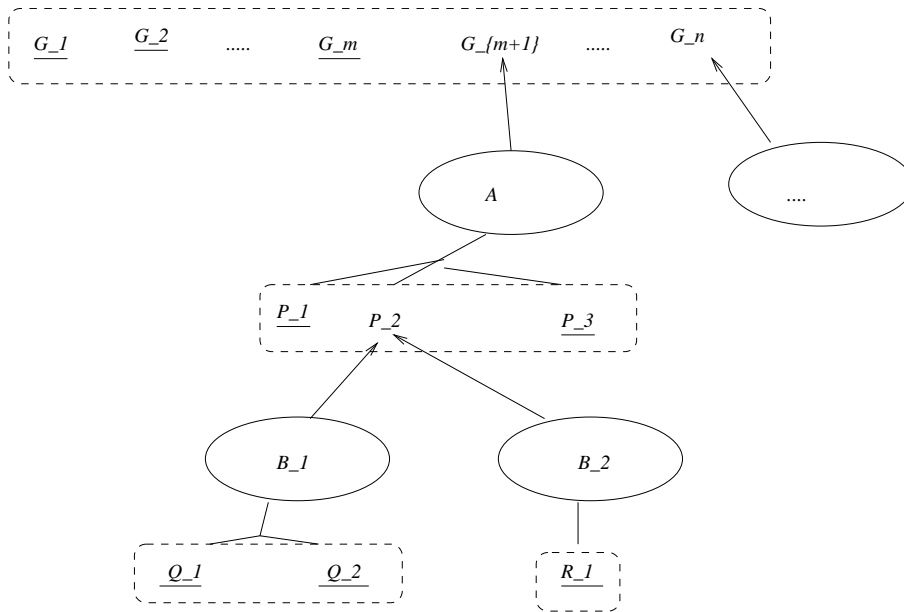 G_1 G_2 ..... G_m G_{m+1} ..... G_n
A ....
P_1 P_2 P_3
B_1 B_2
Q_1 Q_2 R_1